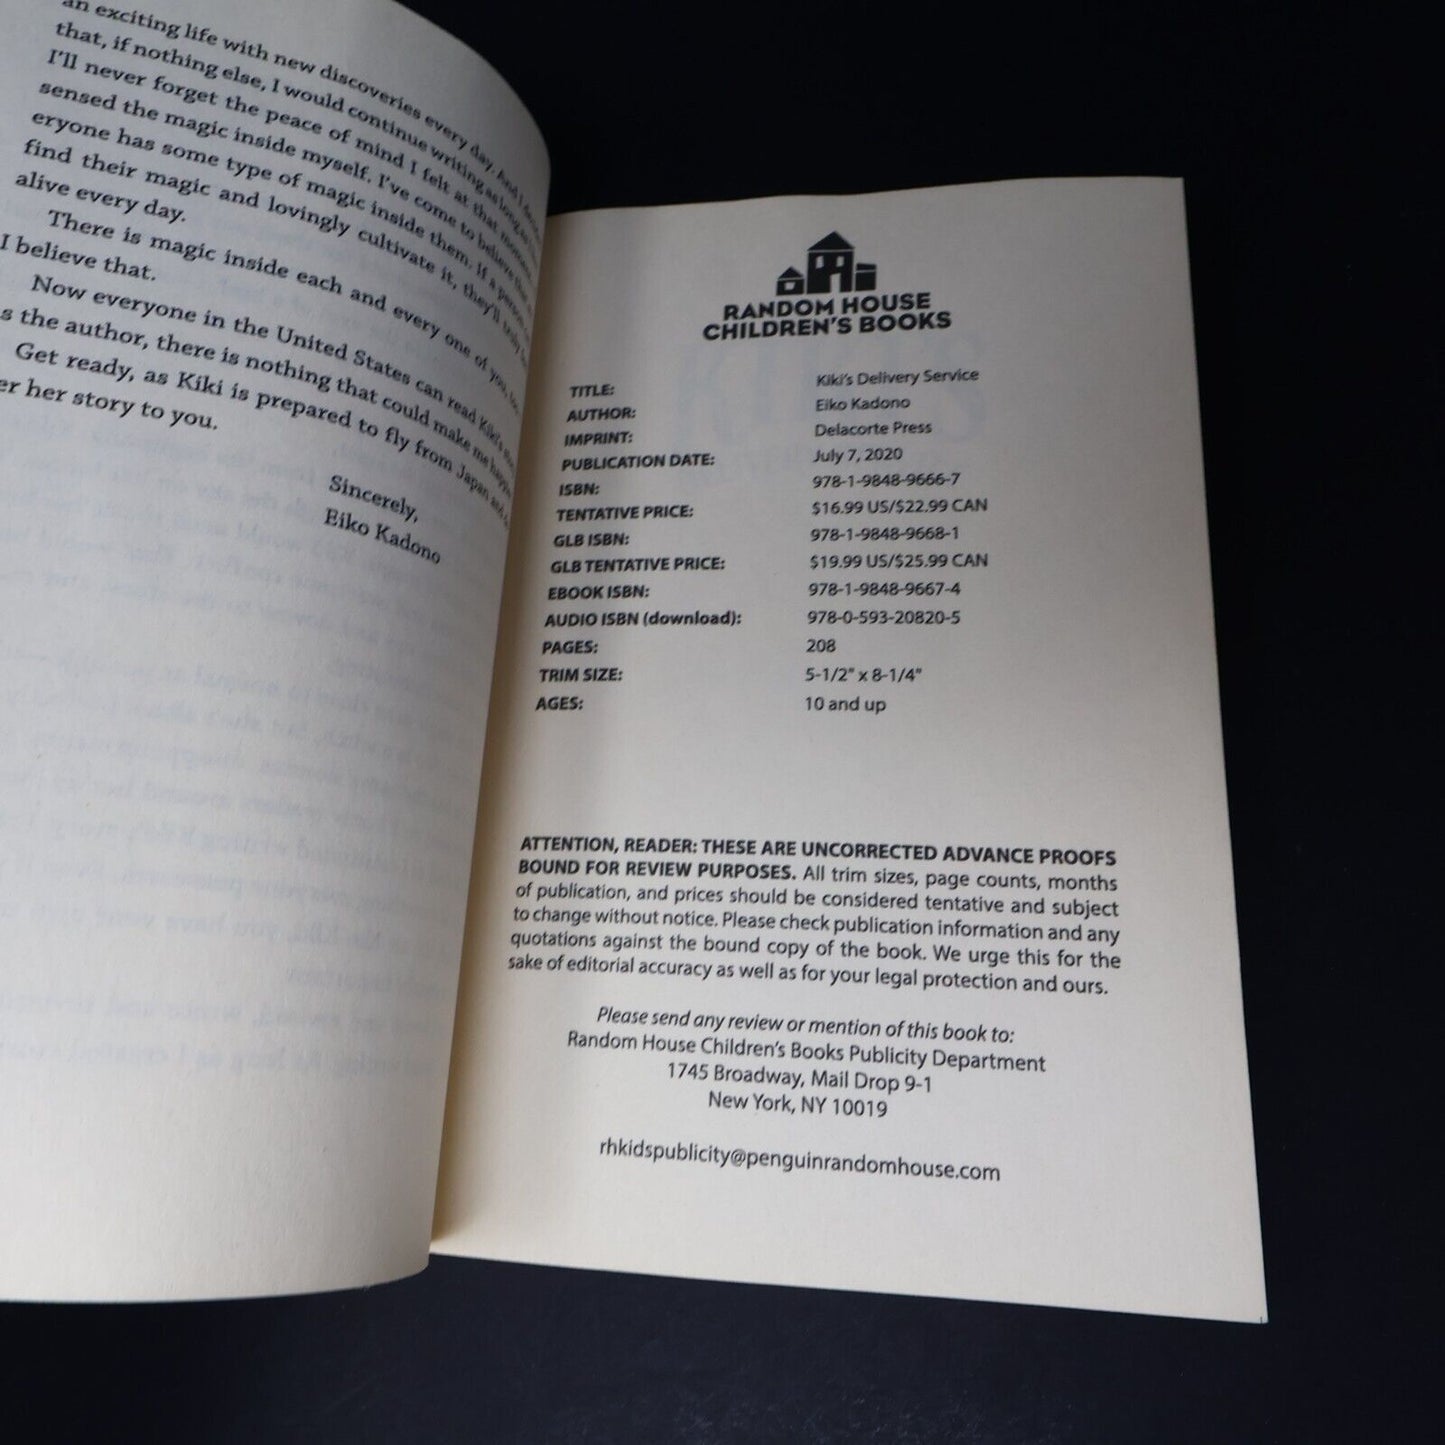 an exciting life with new discoveries every day. And I
that, if nothing else, I would continue writing as long as
I'll never forget the peace of mind I felt at that moment
sensed the magic inside myself. I've come to believe that
eryone has some type of magic inside them. If a person
find their magic and lovingly cultivate it, they'll truly
alive every day.
There is magic inside each and every one of you, too.
I believe that.
Now everyone in the United States can read Kiki's
s the author, there is nothing that could make me
Get ready, as Kiki is prepared to fly from Japan and
er her story to you.
Sincerely,
Eiko Kadono
RANDOM HOUSE
CHILDREN'S BOOKS
TITLE: Kiki's Delivery Service
AUTHOR: Eiko Kadono
IMPRINT: Delacorte Press
PUBLICATION DATE: July 7, 2020
ISBN: 978-1-9848-9666-7
TENTATIVE PRICE: $16.99 US/$22.99 CAN
GLB ISBN: 978-1-9848-9668-1
GLB TENTATIVE PRICE: $19.99 US/$25.99 CAN
EBOOK ISBN: 978-1-9848-9667-4
AUDIO ISBN (download): 978-0-593-20820-5
PAGES: 208
TRIM SIZE: 5-1/2" x 8-1/4"
AGES: 10 and up
ATTENTION, READER: THESE ARE UNCORRECTED ADVANCE PROOFS
BOUND FOR REVIEW PURPOSES. All trim sizes, page counts, months
of publication, and prices should be considered tentative and subject
to change without notice. Please check publication information and any
quotations against the bound copy of the book. We urge this for the
sake of editorial accuracy as well as for your legal protection and ours.
Please send any review or mention of this book to:
Random House Children's Books Publicity Department
1745 Broadway, Mail Drop 9-1
New York, NY 10019
rhkidspublicity@penguinrandomhouse.com